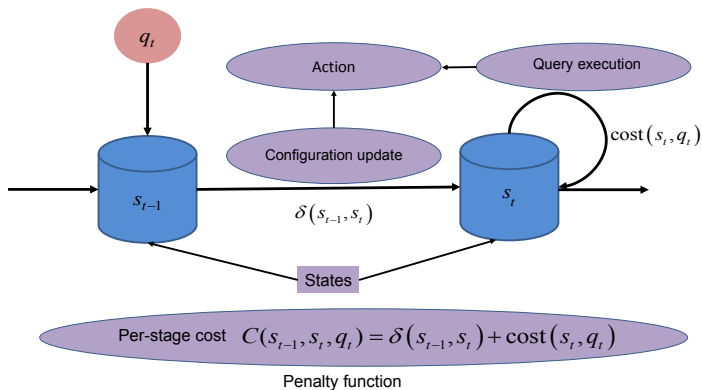 q_t
Action
Query execution
Configuration update
cost(s_t, q_t)
s_{t-1}
s_t
δ(s_{t-1}, s_t)
States
Per-stage cost C(s_{t-1}, s_t, q_t) = δ(s_{t-1}, s_t) + cost(s_t, q_t)
Penalty function